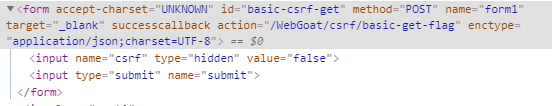 ▼<form accept-charset="UNKNOWN" id="basic-csrf-get" method="POST" name="form1"
target="_blank" successcallback action="/WebGoat/csrf/basic-get-flag" enctype=
"application/json;charset=UTF-8"> == $0
<input name="csrf" type="hidden" value="false">
<input type="submit" name="submit">
</form>